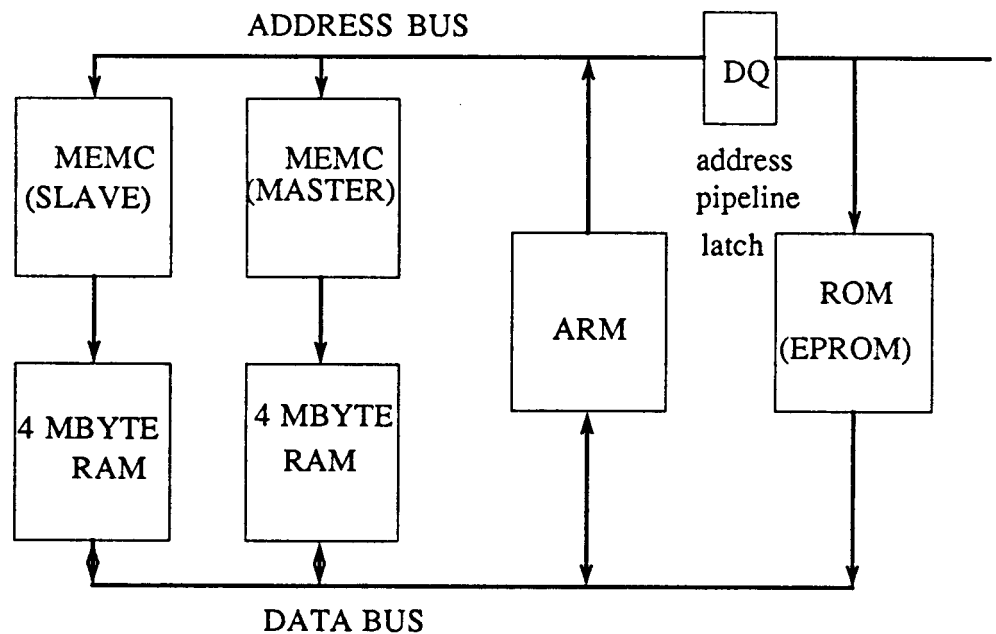 ADDRESS BUS
DQ
MEMC
(SLAVE)
MEMC
(MASTER)
address
pipeline
latch
ARM
ROM
(EPROM)
4 MBYTE
RAM
4 MBYTE
RAM
DATA BUS